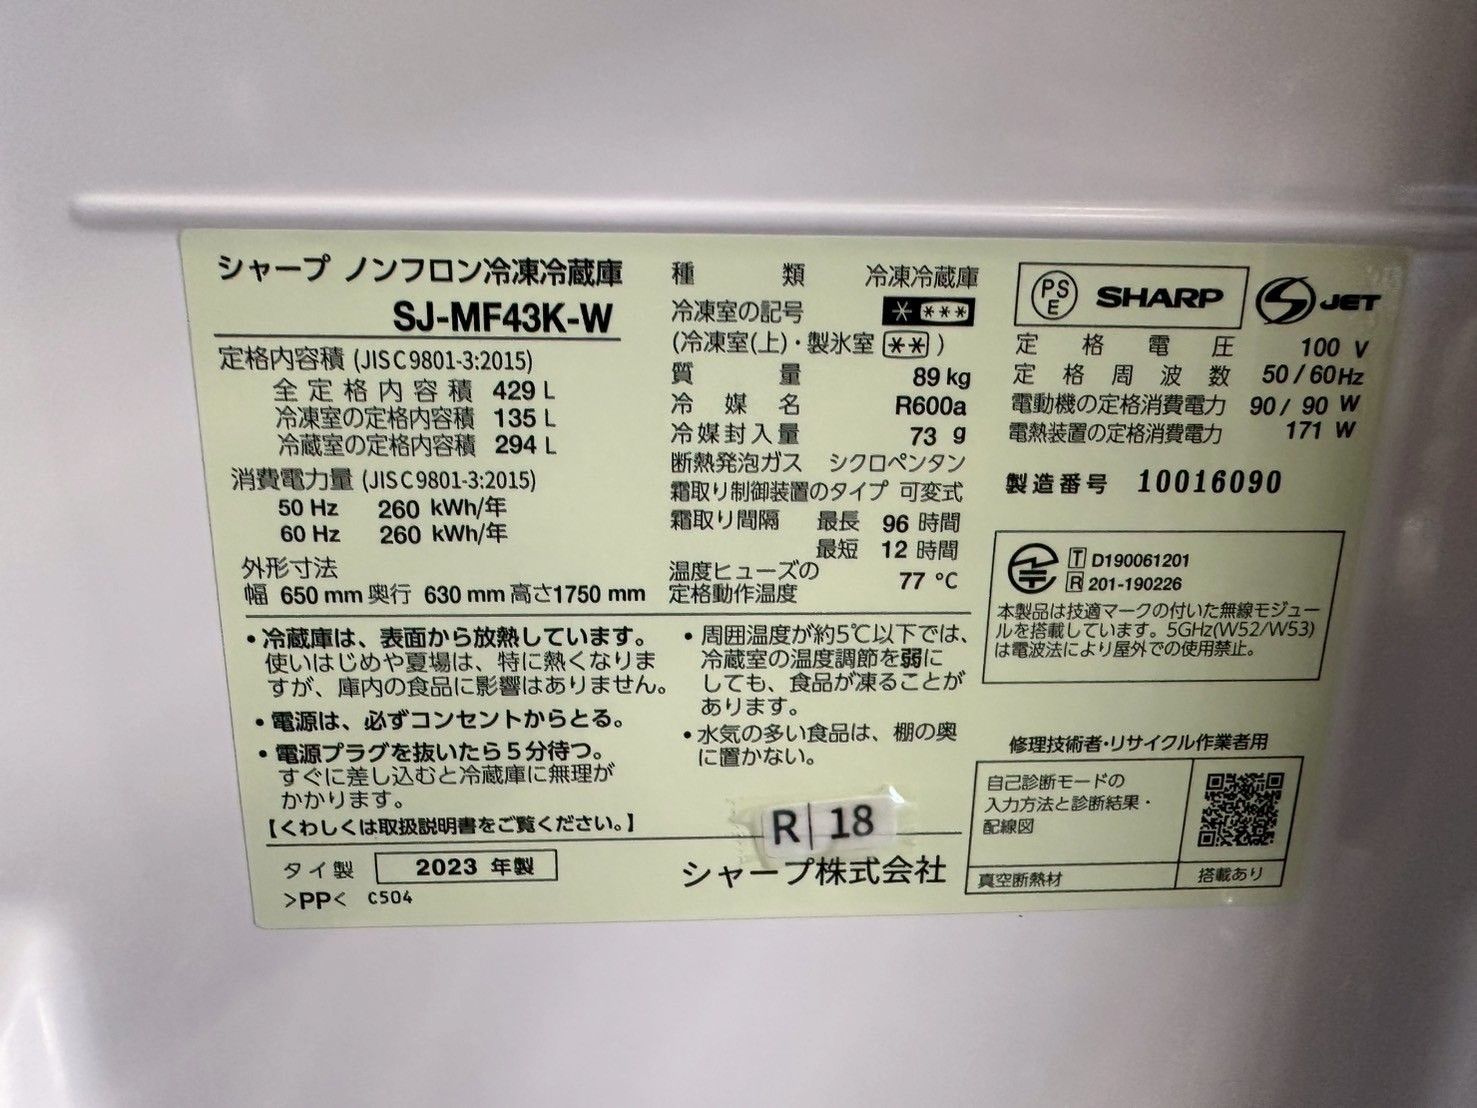 シャープ ノンフロン冷凍冷蔵庫
SJ-MF43K-W
定格内容積 (JISC9801-3:2015)
全定格内容積 429 L
冷凍室の定格内容積 135 L
冷蔵室の定格内容積 294 L
消費電力量 (JISC9801-3:2015)
50 Hz 260 kWh/年
60 Hz 260 kWh/年
外形寸法
幅 650 mm 奥行 630 mm 高さ1750 mm
種類 冷凍冷蔵庫
冷凍室の記号 * ***
(冷凍室(上)・製氷室 ** )
質量 89 kg
冷媒名 R600a
冷媒封入量 73 g
断熱発泡ガス シクロペンタン
霜取り制御装置のタイプ 可変式
霜取り間隔 最長 96 時間
最短 12 時間
温度ヒューズの
定格動作温度 77 ℃
PS
E
SHARP
S JET
定格電圧 100 V
定格周波数 50/60Hz
電動機の定格消費電力 90/ 90 W
電熱装置の定格消費電力 171 W
製造番号 10016090
T D190061201
R 201-190226
本製品は技適マークの付いた無線モジュー
ルを搭載しています。5GHz(W52/W53)
は電波法により屋外での使用禁止。
・冷蔵庫は、表面から放熱しています。
使いはじめや夏場は、特に熱くなりま
すが、庫内の食品に影響はありません。
・電源は、必ずコンセントからとる。
・電源プラグを抜いたら5分待つ。
すぐに差し込むと冷蔵庫に無理が
かかります。
【くわしくは取扱説明書をご覧ください。】
・周囲温度が約5℃以下では、
冷蔵室の温度調節を弱に
しても、食品が凍ることが
あります。
・水気の多い食品は、棚の奥
に置かない。
修理技術者・リサイクル作業者用
自己診断モードの
入力方法と診断結果・
配線図
真空断熱材 搭載あり
R 18
タイ製 2023 年製
シャープ株式会社
>PP< C504